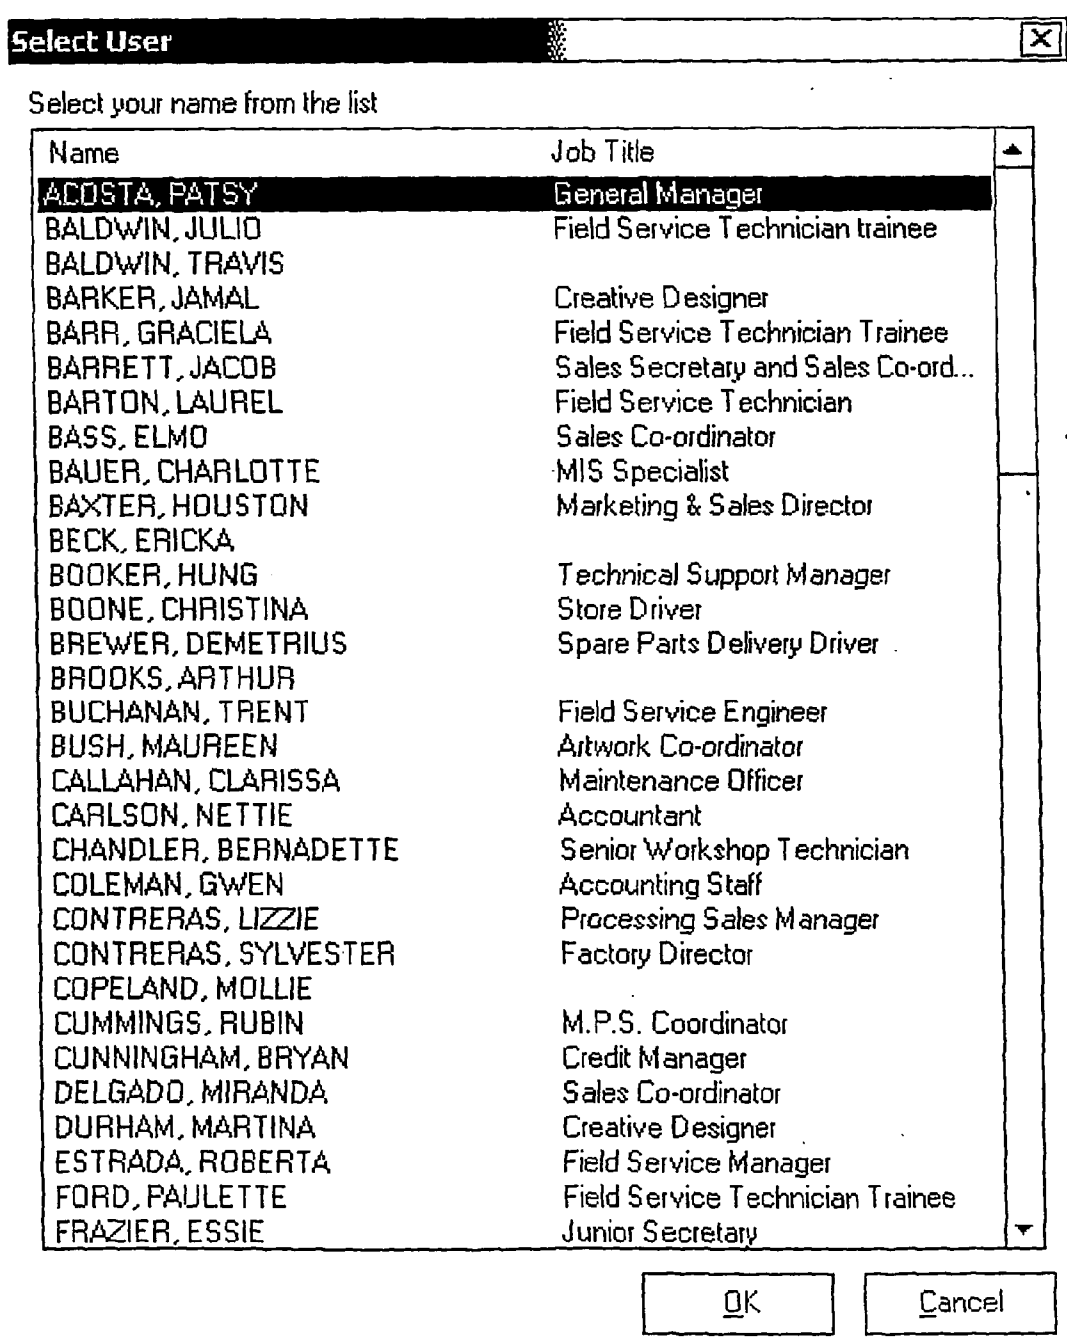 Select User
Select your name from the list
Name Job Title
ACOSTA, PATSY General Manager
BALDWIN, JULIO Field Service Technician trainee
BALDWIN, TRAVIS
BARKER, JAMAL Creative Designer
BARR, GRACIELA Field Service Technician Trainee
BARRETT, JACOB Sales Secretary and Sales Co-ord...
BARTON, LAUREL Field Service Technician
BASS, ELMO Sales Co-ordinator
BAUER, CHARLOTTE MIS Specialist
BAXTER, HOUSTON Marketing & Sales Director
BECK, ERICKA
BOOKER, HUNG Technical Support Manager
BOONE, CHRISTINA Store Driver
BREWER, DEMETRIUS Spare Parts Delivery Driver
BROOKS, ARTHUR
BUCHANAN, TRENT Field Service Engineer
BUSH, MAUREEN Artwork Co-ordinator
CALLAHAN, CLARISSA Maintenance Officer
CARLSON, NETTIE Accountant
CHANDLER, BERNADETTE Senior Workshop Technician
COLEMAN, GWEN Accounting Staff
CONTRERAS, LIZZIE Processing Sales Manager
CONTRERAS, SYLVESTER Factory Director
COPELAND, MOLLIE
CUMMINGS, RUBIN M.P.S. Coordinator
CUNNINGHAM, BRYAN Credit Manager
DELGADO, MIRANDA Sales Co-ordinator
DURHAM, MARTINA Creative Designer
ESTRADA, ROBERTA Field Service Manager
FORD, PAULETTE Field Service Technician Trainee
FRAZIER, ESSIE Junior Secretary
OK Cancel